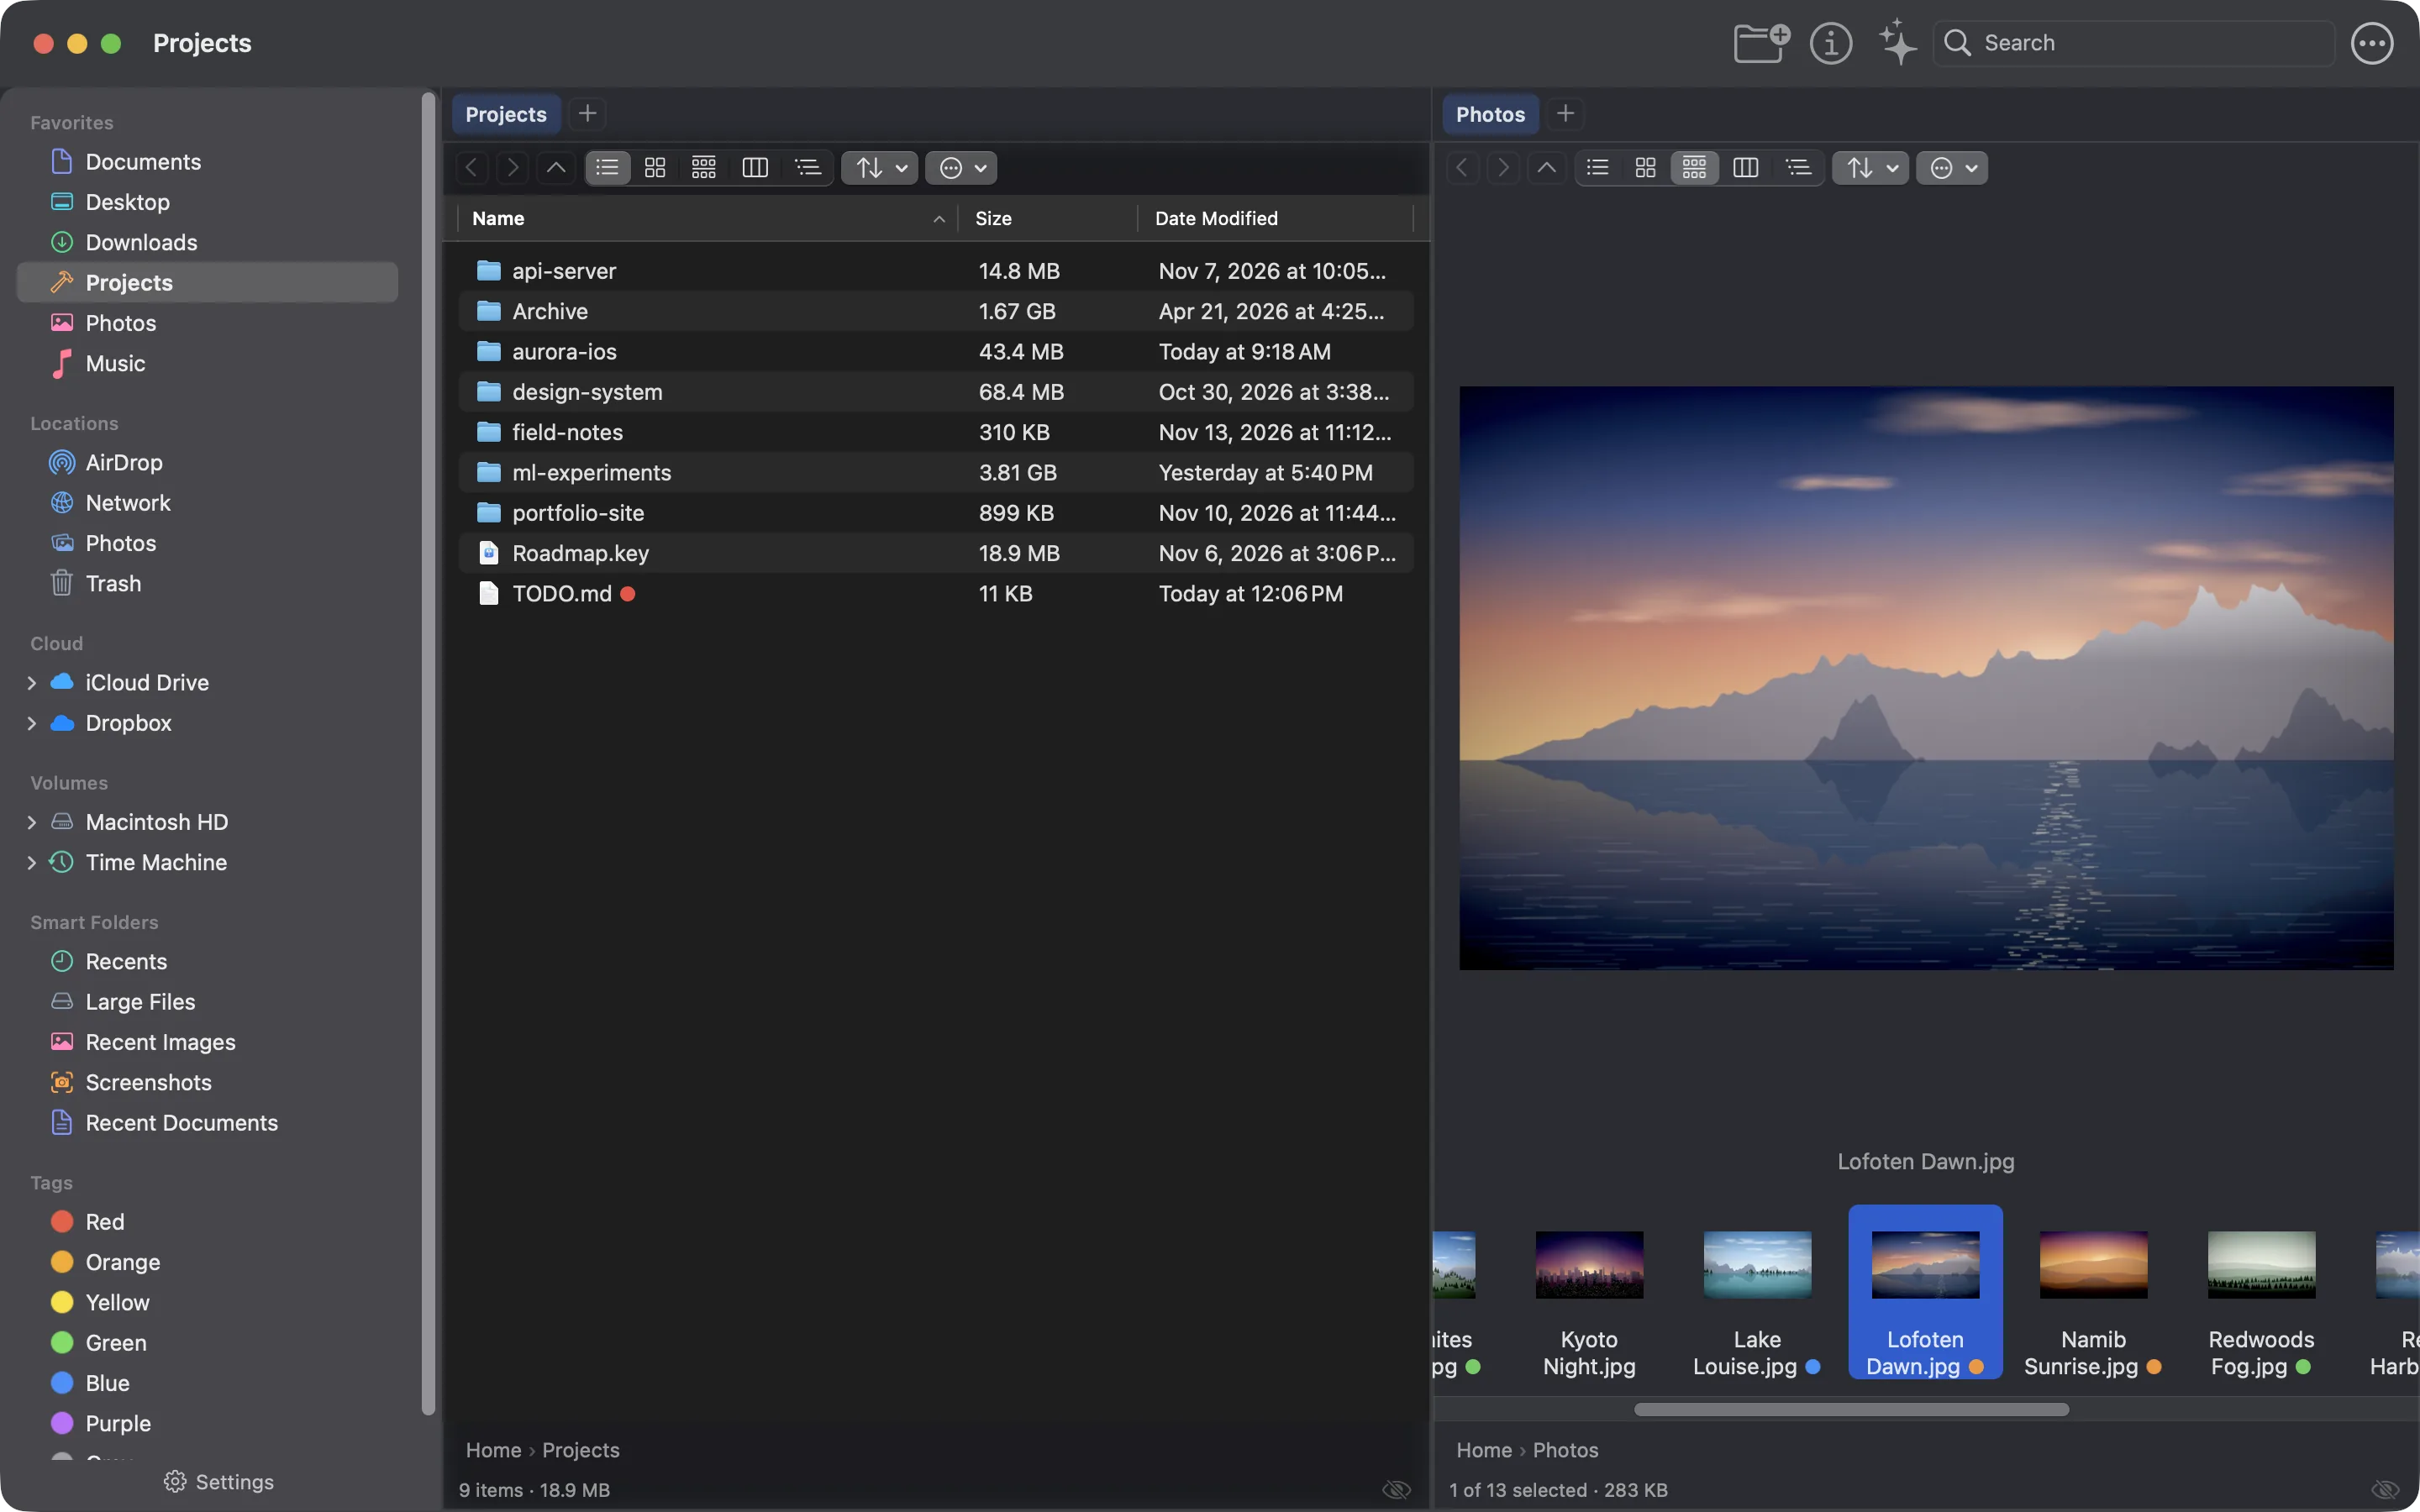 Projects
Search
Favorites
Documents
Desktop
Downloads
Projects
Photos
Music
Locations
AirDrop
Network
Photos
Trash
Cloud
iCloud Drive
Dropbox
Volumes
Macintosh HD
Time Machine
Smart Folders
Recents
Large Files
Recent Images
Screenshots
Recent Documents
Tags
Red
Orange
Yellow
Green
Blue
Purple
Settings
Projects
Name Size Date Modified
api-server 14.8 MB Nov 7, 2026 at 10:05...
Archive 1.67 GB Apr 21, 2026 at 4:25...
aurora-ios 43.4 MB Today at 9:18 AM
design-system 68.4 MB Oct 30, 2026 at 3:38...
field-notes 310 KB Nov 13, 2026 at 11:12...
ml-experiments 3.81 GB Yesterday at 5:40 PM
portfolio-site 899 KB Nov 10, 2026 at 11:44...
Roadmap.key 18.9 MB Nov 6, 2026 at 3:06 P...
TODO.md 11 KB Today at 12:06 PM
Home › Projects
9 items · 18.9 MB
Photos
Lofoten Dawn.jpg
ites
pg
Kyoto
Night.jpg
Lake
Louise.jpg
Lofoten
Dawn.jpg
Namib
Sunrise.jpg
Redwoods
Fog.jpg
Re
Harb
Home › Photos
1 of 13 selected · 283 KB